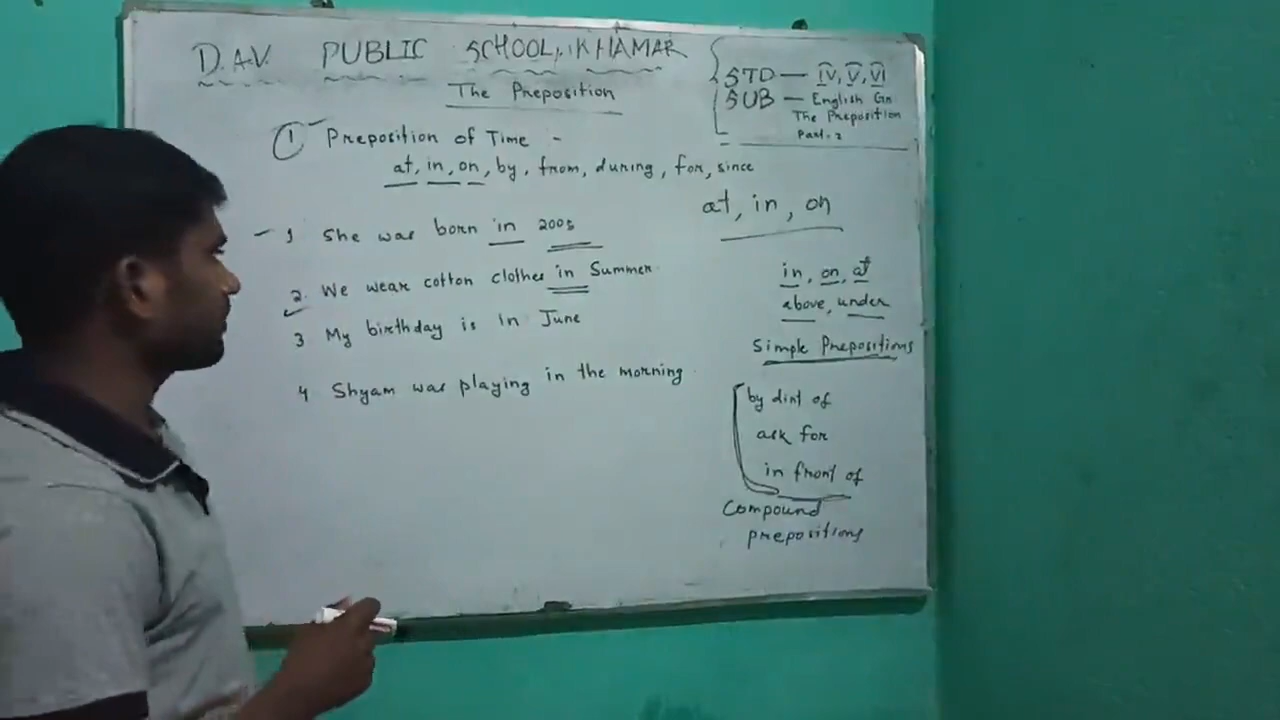 D.A.V. PUBLIC SCHOOL, KHAMAR
The Preposition
STD — IV, V, VI
SUB — English Gr
The Preposition
Part-2
1 Preposition of Time :-
at, in, on, by, from, during, for, since
at, in, on
1 She was born in 2005
2. We wear cotton clothes in Summer
3 My birthday is in June
4 Shyam was playing in the morning
in, on, at
above, under
Simple Prepositions
by dint of
ask for
in front of
Compound
prepositions